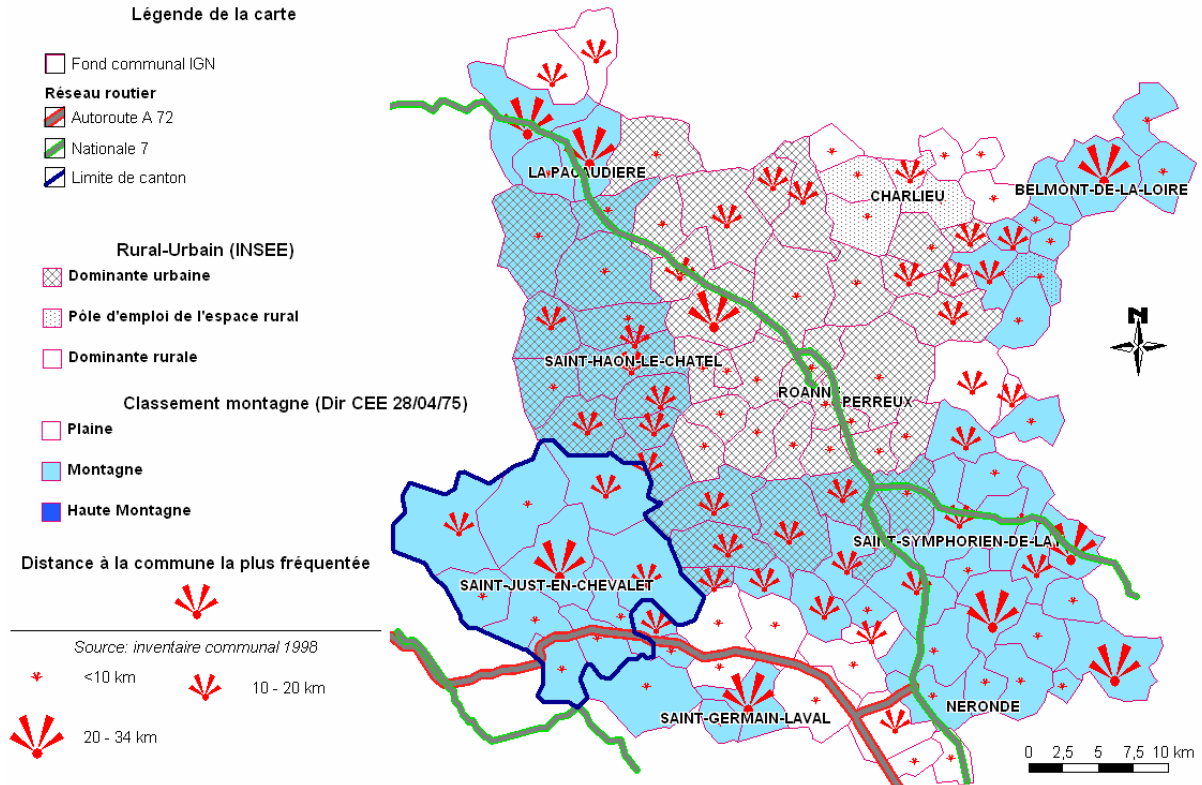 Légende de la carte
Fond communal IGN
Réseau routier
Autoroute A 72
Nationale 7
Limite de canton
Rural-Urbain (INSEE)
Dominante urbaine
Pôle d'emploi de l'espace rural
Dominante rurale
Classement montagne (Dir CEE 28/04/75)
Plaine
Montagne
Haute Montagne
Distance à la commune la plus fréquentée
Source: inventaire communal 1998
<10 km
10 - 20 km
20 - 34 km
LA PACAUDIERE
CHARLIEU
BELMONT-DE-LA-LOIRE
N
SAINT-HAON-LE-CHATEL
ROANNE
PERREUX
SAINT-SYMPHORIEN-DE-LAY
SAINT-JUST-EN-CHEVALET
SAINT-GERMAIN-LAVAL
NERONDE
0 2,5 5 7,5 10 km